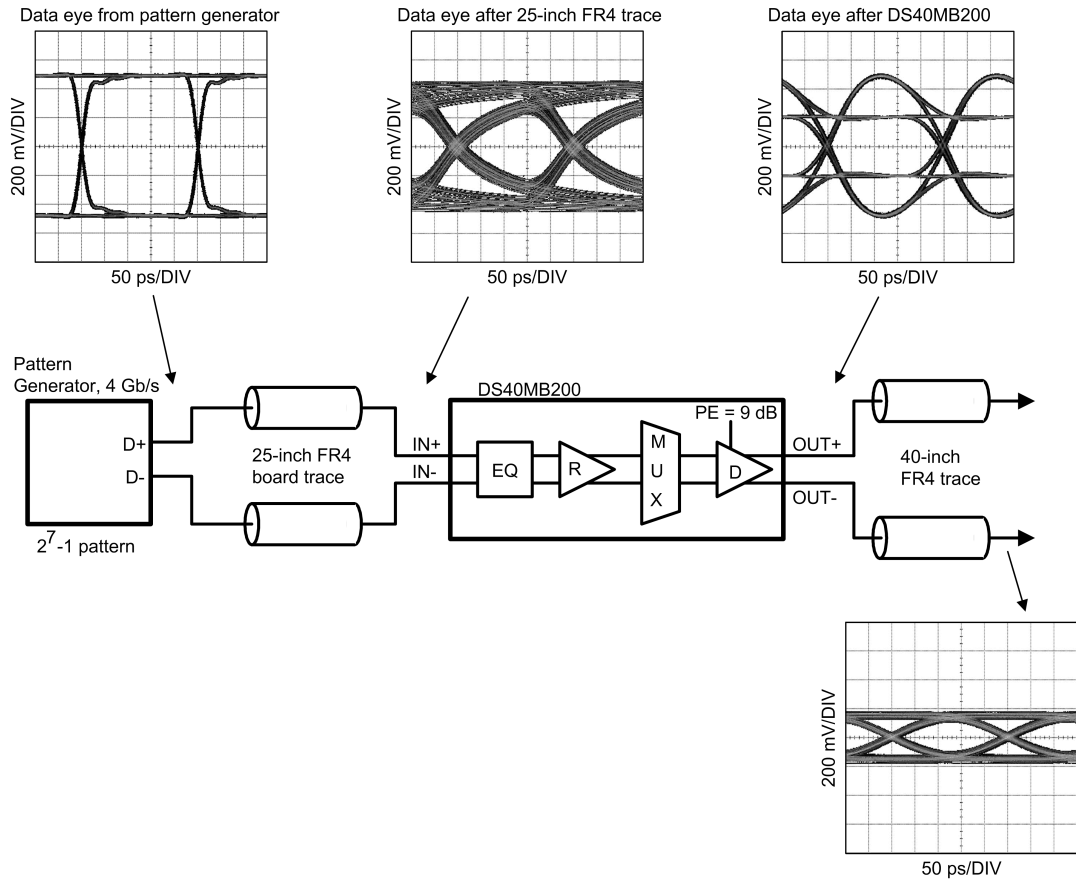 Data eye from pattern generator
Data eye after 25-inch FR4 trace
Data eye after DS40MB200
200 mV/DIV
200 mV/DIV
200 mV/DIV
50 ps/DIV
50 ps/DIV
50 ps/DIV
Pattern
Generator, 4 Gb/s
D+
D-
2^7-1 pattern
25-inch FR4
board trace
IN+
IN-
DS40MB200
EQ
R
M
U
X
PE = 9 dB
D
OUT+
OUT-
40-inch
FR4 trace
200 mV/DIV
50 ps/DIV